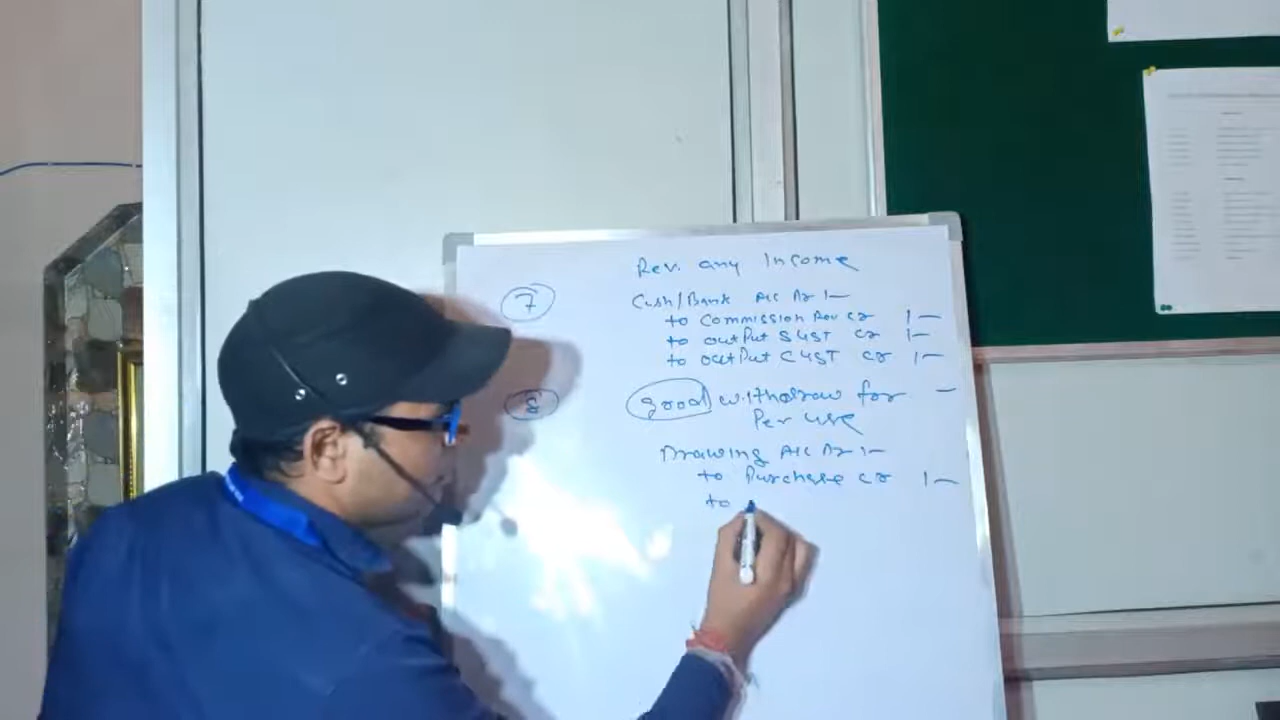 Rev. any Income
7
Cash/Bank A/c Dr 1—
to Commission Rev cr 1—
to output SGST cr 1—
to output CGST cr 1—
8
good withdraw for —
Per use
Drawing A/c Dr 1—
to Purchase cr 1—
to